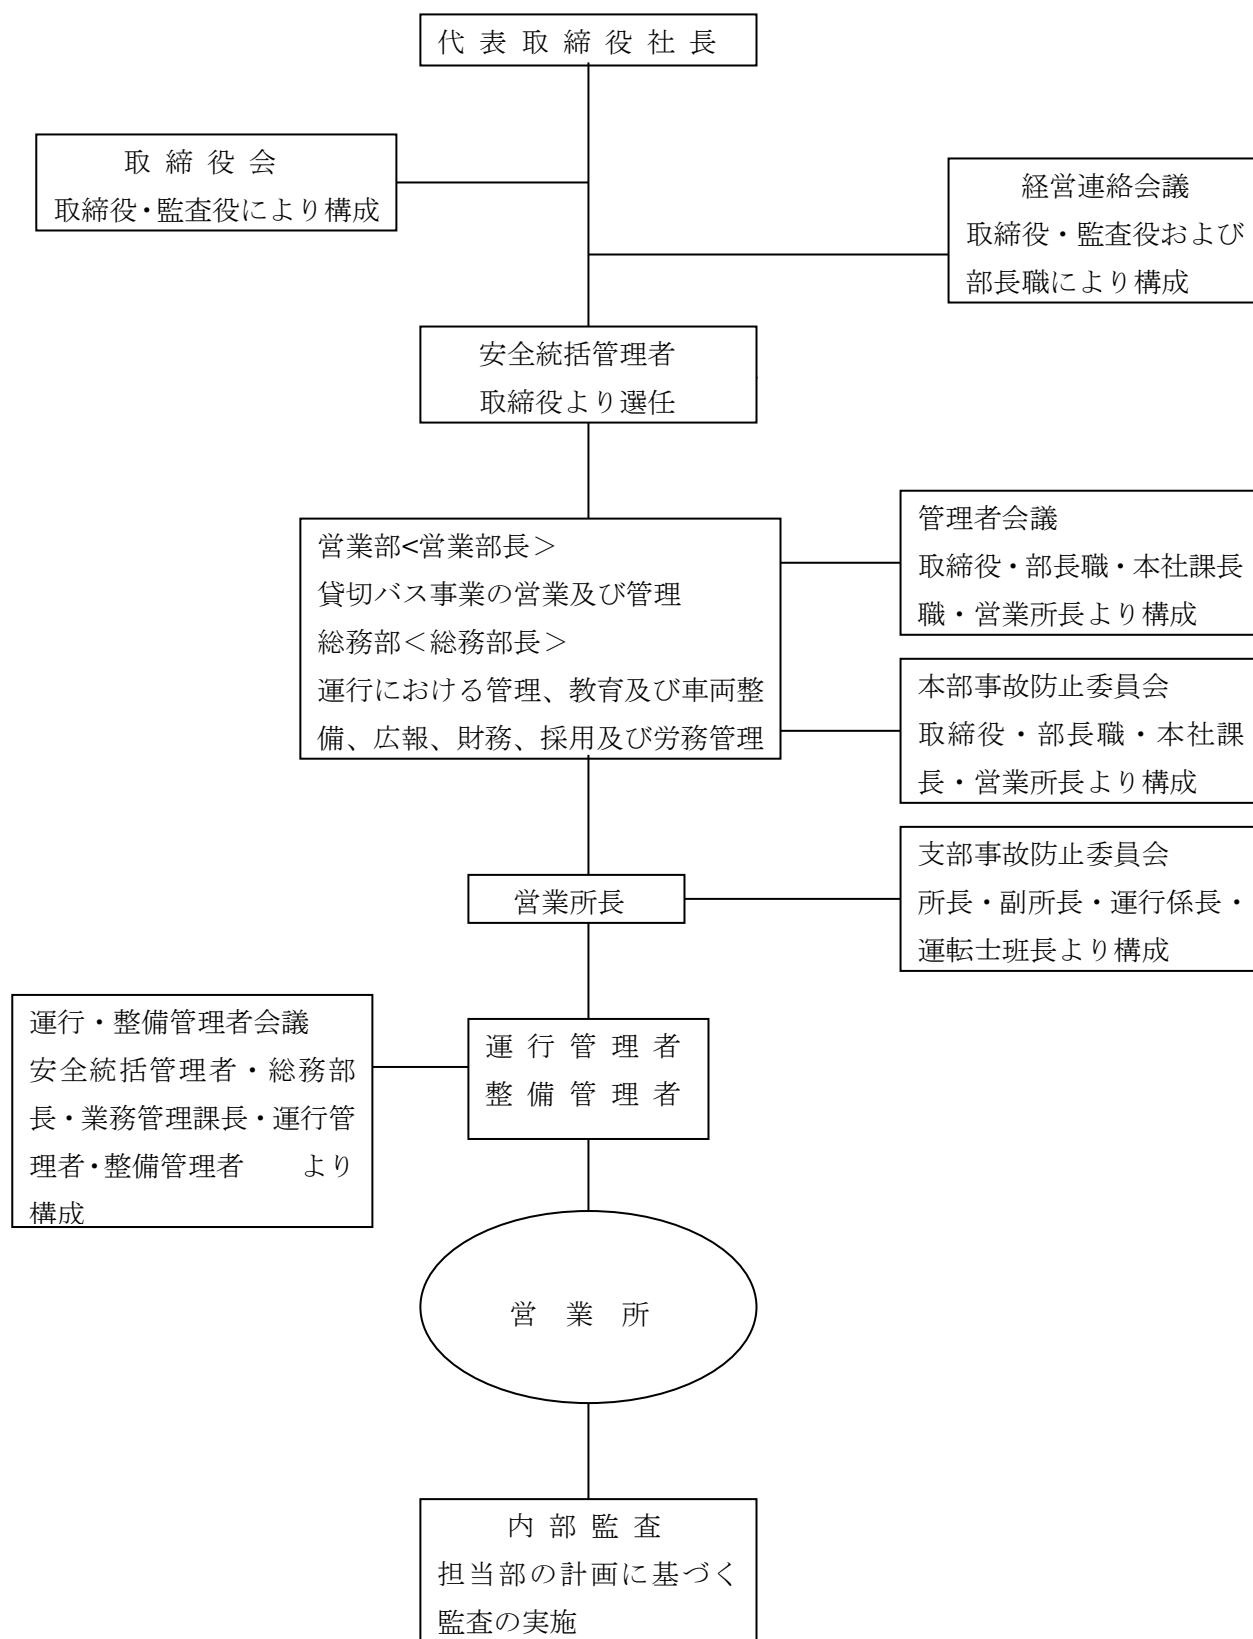 代表取締役社長
取締役会
取締役・監査役により構成
経営連絡会議
取締役・監査役および
部長職により構成
安全統括管理者
取締役より選任
営業部<営業部長＞
貸切バス事業の営業及び管理
総務部＜総務部長＞
運行における管理、教育及び車両整
備、広報、財務、採用及び労務管理
管理者会議
取締役・部長職・本社課長
職・営業所長より構成
本部事故防止委員会
取締役・部長職・本社課
長・営業所長より構成
営業所長
支部事故防止委員会
所長・副所長・運行係長・
運転士班長より構成
運行・整備管理者会議
安全統括管理者・総務部
長・業務管理課長・運行管
理者・整備管理者　　より
構成
運行管理者
整備管理者
営　業　所
内部監査
担当部の計画に基づく
監査の実施